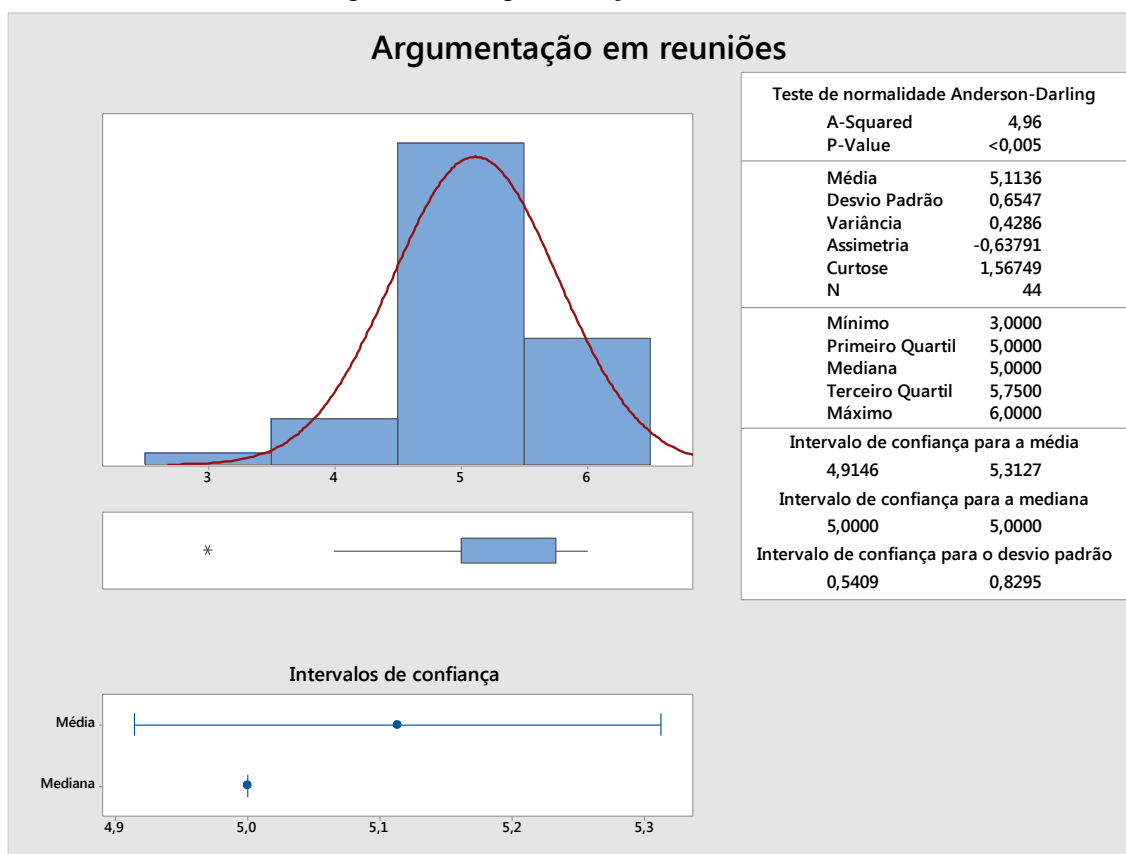 Argumentação em reuniões
Teste de normalidade Anderson-Darling
A-Squared 4,96
P-Value <0,005
Média 5,1136
Desvio Padrão 0,6547
Variância 0,4286
Assimetria -0,63791
Curtose 1,56749
N 44
Mínimo 3,0000
Primeiro Quartil 5,0000
Mediana 5,0000
Terceiro Quartil 5,7500
Máximo 6,0000
Intervalo de confiança para a média
4,9146 5,3127
Intervalo de confiança para a mediana
5,0000 5,0000
Intervalo de confiança para o desvio padrão
0,5409 0,8295
3 4 5 6
Intervalos de confiança
Média
Mediana
4,9 5,0 5,1 5,2 5,3